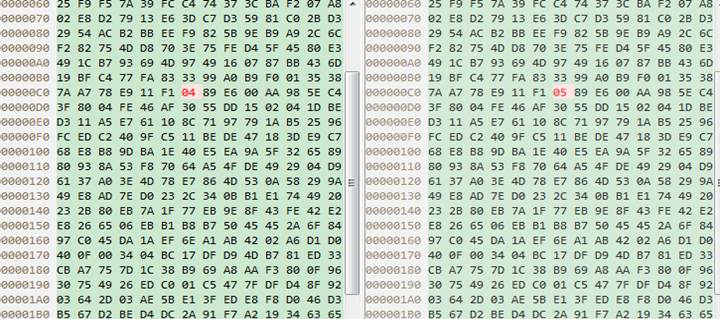 00000060 25 F9 F5 7A 39 FC C4 74 37 3C BA F2 07 A8
00000070 02 E8 D2 79 13 E6 3D C7 D3 59 81 C0 2B D3
00000080 29 54 AC B2 BB EE F9 82 5B 9E B9 A9 2C 6C
00000090 F2 82 75 4D D8 70 3E 75 FE D4 5F 45 80 E3
000000A0 49 1C B7 93 69 4D 97 49 16 07 87 BB 43 6D
000000B0 19 BF C4 77 FA 83 33 99 A0 B9 F0 01 35 38
000000C0 7A A7 78 E9 11 F1 04 89 E6 00 AA 98 5E C4
000000D0 3F 80 04 FE 46 AF 30 55 DD 15 02 04 1D BE
000000E0 D3 11 A5 E7 61 10 8C 71 97 79 1A B5 25 96
000000F0 FC ED C2 40 9F C5 11 BE DE 47 18 3D E9 C7
00000100 68 E8 B8 9D BA 1E 40 E5 EA 9A 5F 32 65 89
00000110 80 93 8A 53 F8 70 64 A5 4F DE 49 29 04 D9
00000120 61 37 A0 3E 4D 78 E7 86 4D 53 0A 58 29 9A
00000130 49 E8 AD 7E D0 23 2C 34 0B B1 E1 74 49 20
00000140 23 2B 80 EB 7A 1F 77 EB 9E 8F 43 FE 42 E2
00000150 E8 26 65 06 EB B1 B8 B7 50 45 45 2A 6F 84
00000160 97 C0 45 DA 1A EF 6E A1 AB 42 02 A6 D1 D0
00000170 40 0F 00 34 04 BC 17 DF D9 4D B7 81 ED 33
00000180 CB A7 75 7D 1C 38 B9 69 A8 AA F3 80 0F 96
00000190 30 75 49 26 ED C0 01 C5 47 7F DF D4 8F 92
000001A0 03 64 2D 03 AE 5B E1 3F ED E8 F8 D0 46 D3
000001B0 B5 67 D2 BE D4 DC 2A 91 F7 A2 19 34 63 65
00000060 25 F9 F5 7A 39 FC C4 74 37 3C BA F2 07 A8
00000070 02 E8 D2 79 13 E6 3D C7 D3 59 81 C0 2B D3
00000080 29 54 AC B2 BB EE F9 82 5B 9E B9 A9 2C 6C
00000090 F2 82 75 4D D8 70 3E 75 FE D4 5F 45 80 E3
000000A0 49 1C B7 93 69 4D 97 49 16 07 87 BB 43 6D
000000B0 19 BF C4 77 FA 83 33 99 A0 B9 F0 01 35 38
000000C0 7A A7 78 E9 11 F1 05 89 E6 00 AA 98 5E C4
000000D0 3F 80 04 FE 46 AF 30 55 DD 15 02 04 1D BE
000000E0 D3 11 A5 E7 61 10 8C 71 97 79 1A B5 25 96
000000F0 FC ED C2 40 9F C5 11 BE DE 47 18 3D E9 C7
00000100 68 E8 B8 9D BA 1E 40 E5 EA 9A 5F 32 65 89
00000110 80 93 8A 53 F8 70 64 A5 4F DE 49 29 04 D9
00000120 61 37 A0 3E 4D 78 E7 86 4D 53 0A 58 29 9A
00000130 49 E8 AD 7E D0 23 2C 34 0B B1 E1 74 49 20
00000140 23 2B 80 EB 7A 1F 77 EB 9E 8F 43 FE 42 E2
00000150 E8 26 65 06 EB B1 B8 B7 50 45 45 2A 6F 84
00000160 97 C0 45 DA 1A EF 6E A1 AB 42 02 A6 D1 D0
00000170 40 0F 00 34 04 BC 17 DF D9 4D B7 81 ED 33
00000180 CB A7 75 7D 1C 38 B9 69 A8 AA F3 80 0F 96
00000190 30 75 49 26 ED C0 01 C5 47 7F DF D4 8F 92
000001A0 03 64 2D 03 AE 5B E1 3F ED E8 F8 D0 46 D3
000001B0 B5 67 D2 BE D4 DC 2A 91 F7 A2 19 34 63 65